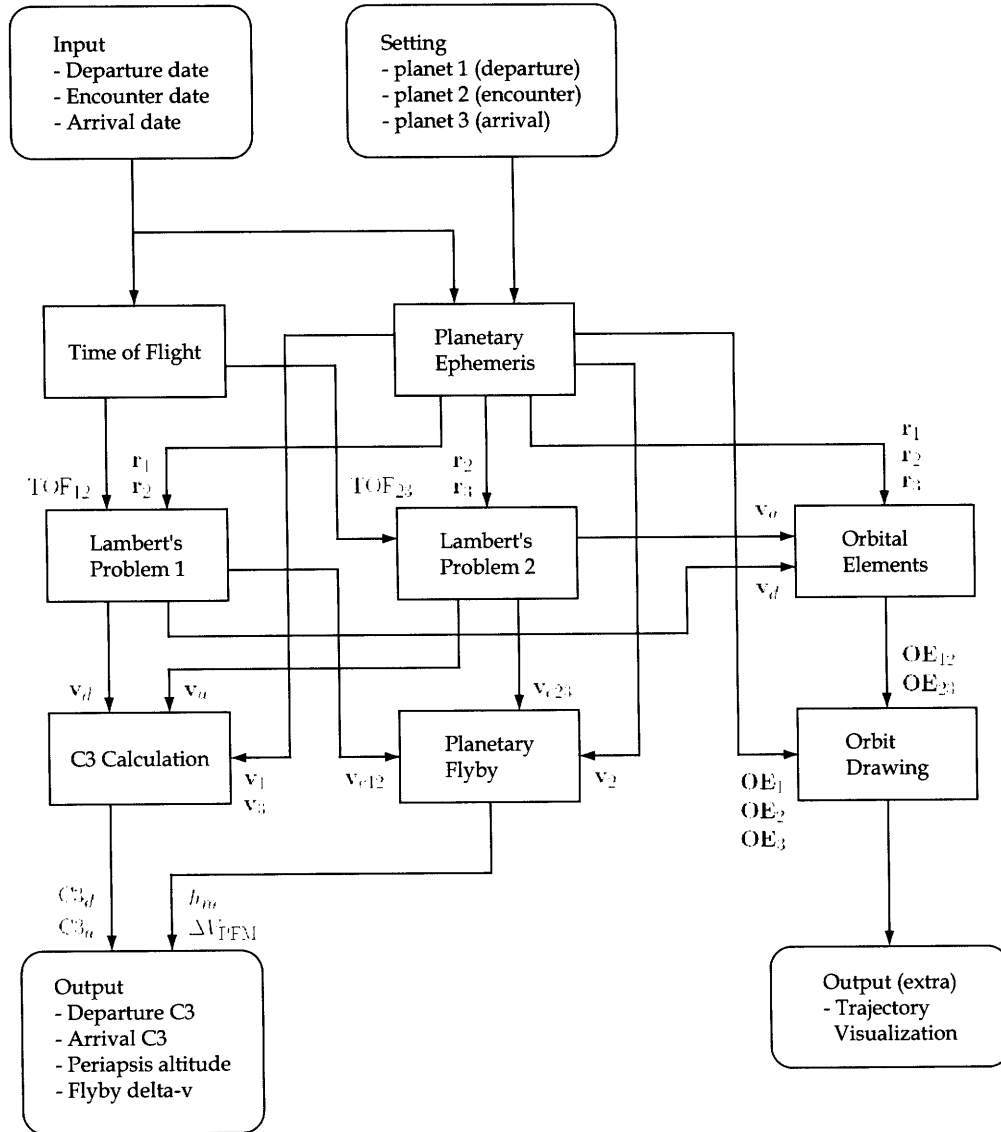 Input
- Departure date
- Encounter date
- Arrival date
Setting
- planet 1 (departure)
- planet 2 (encounter)
- planet 3 (arrival)
Time of Flight
Planetary
Ephemeris
TOF12
r1
r2
TOF23
r2
r3
r1
r2
r3
Lambert's
Problem 1
Lambert's
Problem 2
va
vd
Orbital
Elements
vd
va
vc23
OE12
OE23
C3 Calculation
v1
v3
vc12
Planetary
Flyby
v2
OE1
OE2
OE3
Orbit
Drawing
C3d
C3a
hm
ΔVPFM
Output
- Departure C3
- Arrival C3
- Periapsis altitude
- Flyby delta-v
Output (extra)
- Trajectory
Visualization